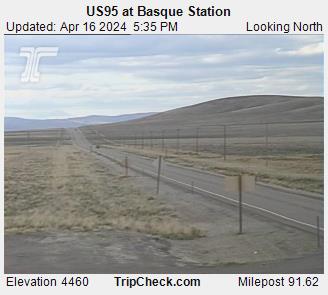 US95 at Basque Station
Updated: Apr 16 2024 5:35 PM Looking North
Elevation 4460 TripCheck.com Milepost 91.62